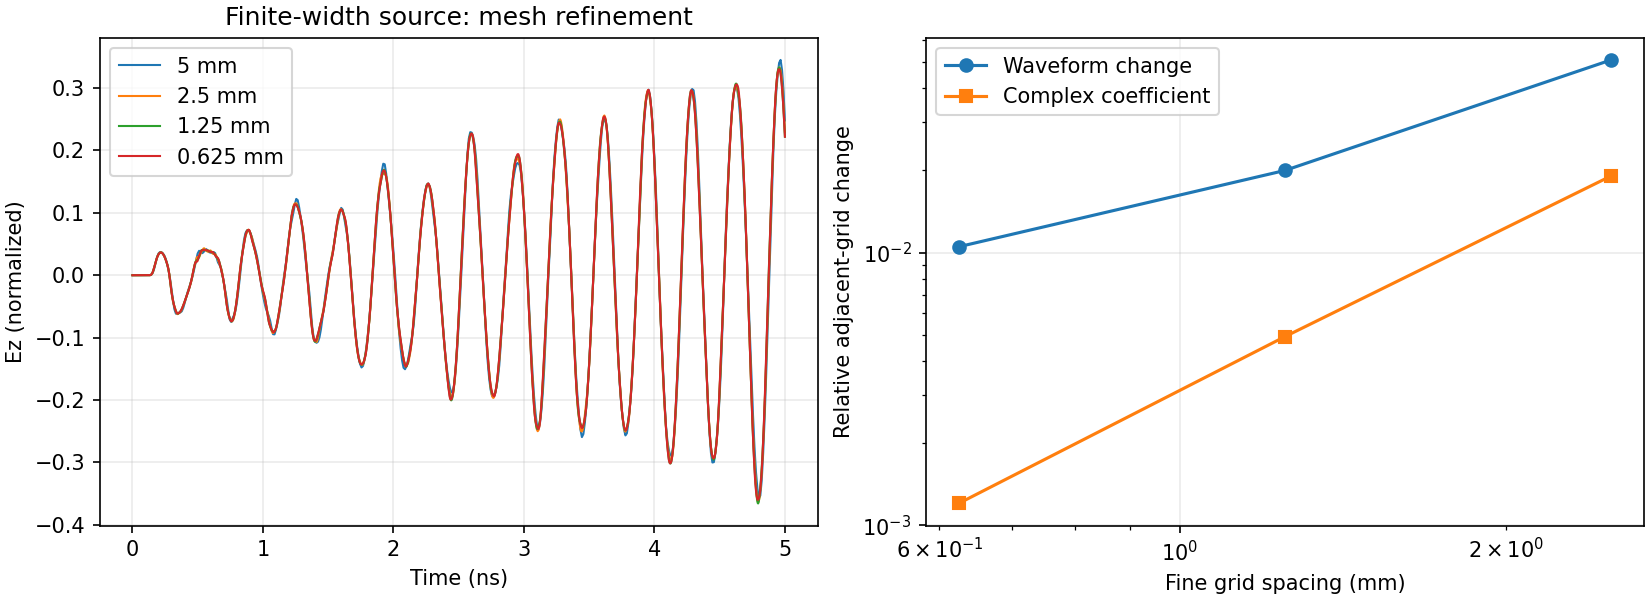 Finite-width source: mesh refinement
5 mm
2.5 mm
1.25 mm
0.625 mm
Ez (normalized)
0.3
0.2
0.1
0.0
−0.1
−0.2
−0.3
−0.4
0
1
2
3
4
5
Time (ns)
Waveform change
Complex coefficient
Relative adjacent-grid change
10⁻²
10⁻³
6 × 10⁻¹
10⁰
2 × 10⁰
Fine grid spacing (mm)